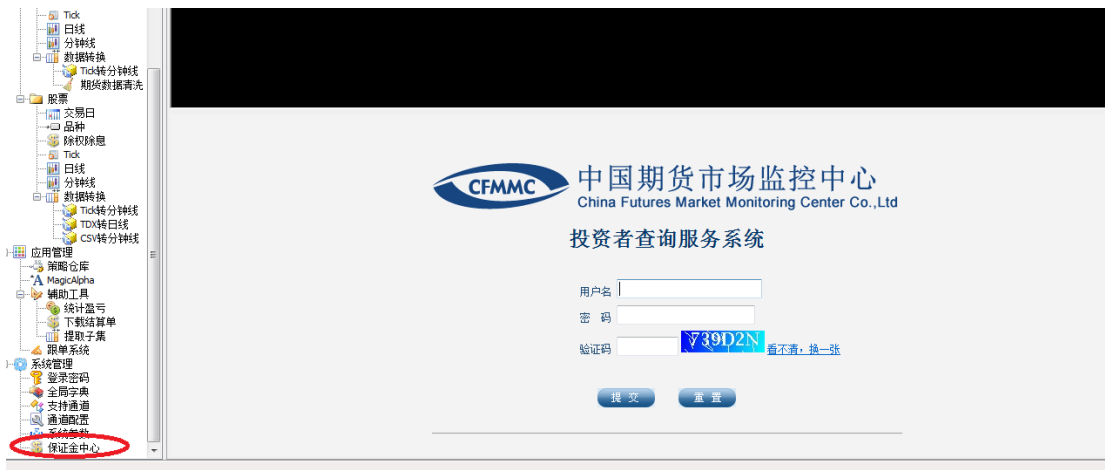 Tick
日线
分钟线
数据转换
Tick转分钟线
期货数据清洗
股票
交易日
品种
除权除息
Tick
日线
分钟线
数据转换
Tick转分钟线
TDX转日线
CSV转分钟线
应用管理
策略仓库
MagicAlpha
辅助工具
统计盈亏
下载结算单
提取子集
跟单系统
系统管理
登录密码
全局字典
支持通道
通道配置
系统参数
保证金中心
CFMMC
中国期货市场监控中心
China Futures Market Monitoring Center Co.,Ltd
投资者查询服务系统
用户名
密 码
验证码 739D2N 看不清，换一张
提 交 重 置